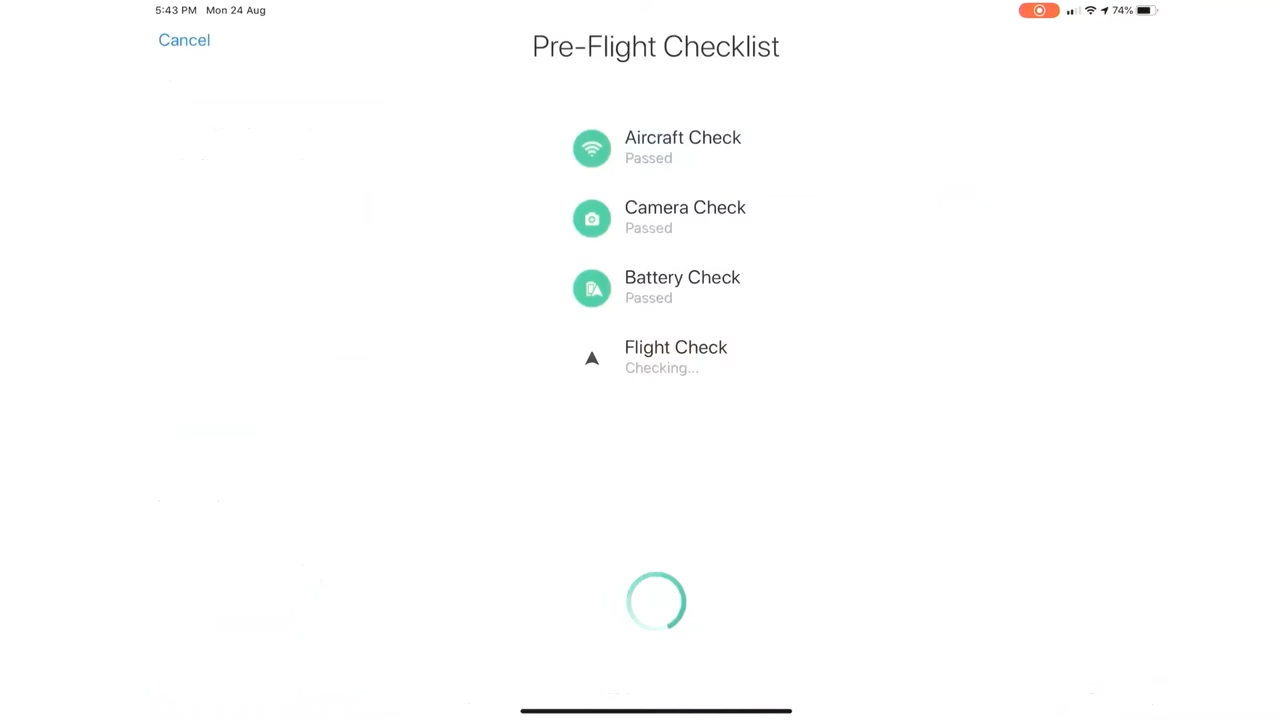 5:43 PM Mon 24 Aug
74%
Cancel
Pre-Flight Checklist
Aircraft Check
Passed
Camera Check
Passed
Battery Check
Passed
Flight Check
Checking...